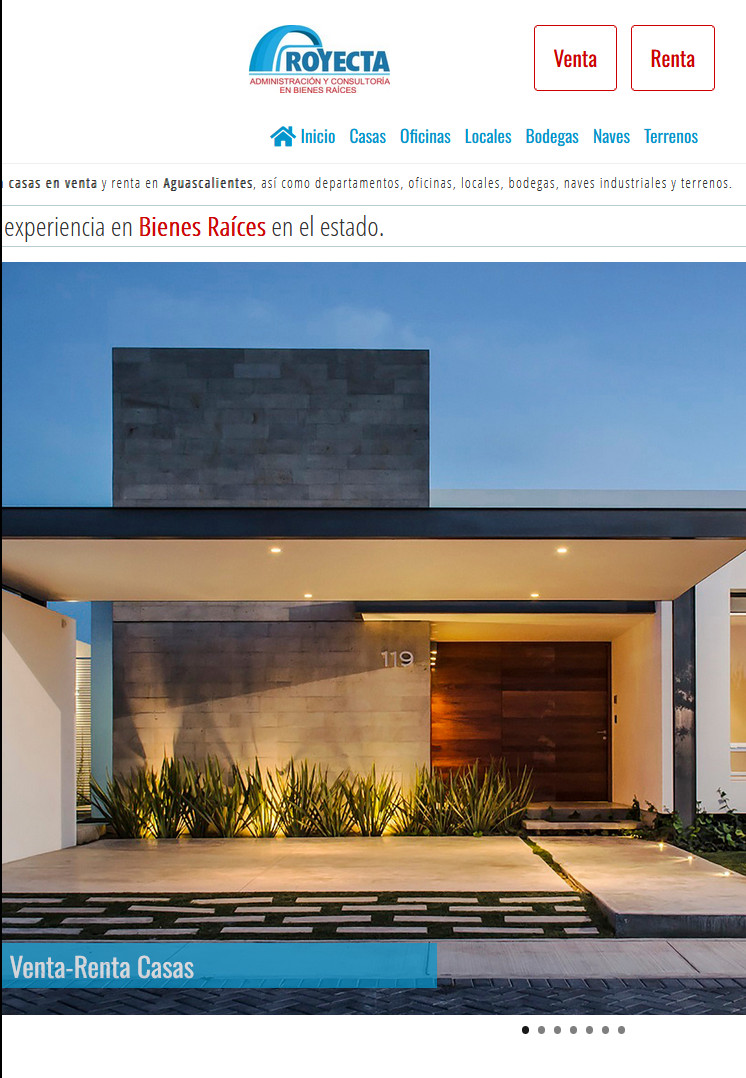 PROYECTA
ADMINISTRACIÓN Y CONSULTORÍA
EN BIENES RAÍCES
Venta
Renta
Inicio Casas Oficinas Locales Bodegas Naves Terrenos
casas en venta y renta en Aguascalientes, así como departamentos, oficinas, locales, bodegas, naves industriales y terrenos.
experiencia en Bienes Raíces en el estado.
119
Venta-Renta Casas